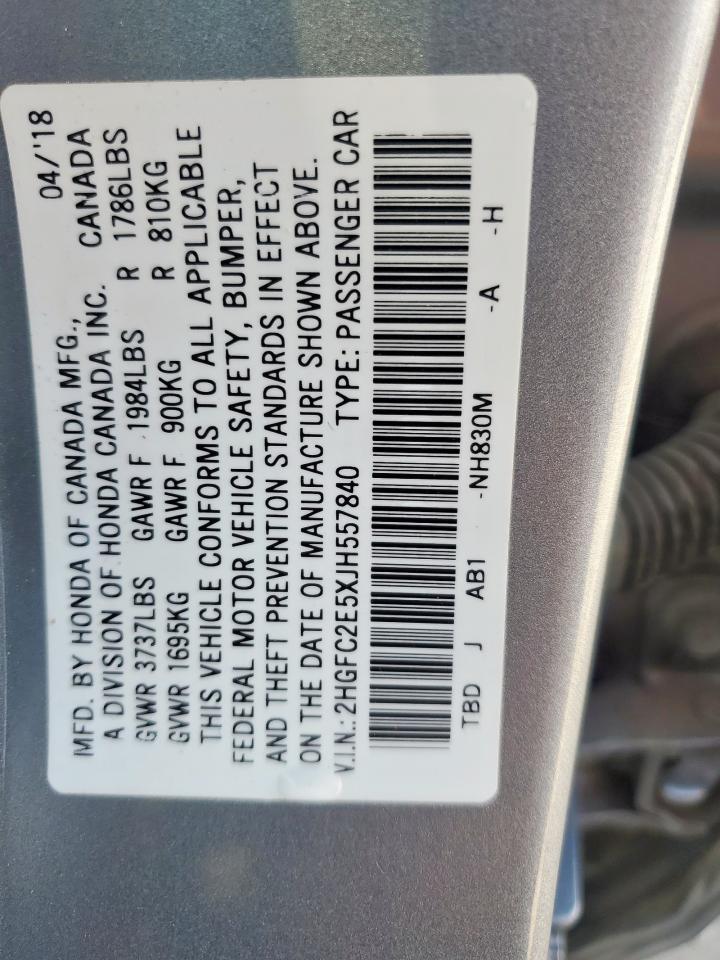 MFD. BY HONDA OF CANADA MFG., 04/'18
A DIVISION OF HONDA CANADA INC. CANADA
GVWR 3737LBS GAWR F 1984LBS R 1786LBS
GVWR 1695KG GAWR F 900KG R 810KG
THIS VEHICLE CONFORMS TO ALL APPLICABLE
FEDERAL MOTOR VEHICLE SAFETY, BUMPER,
AND THEFT PREVENTION STANDARDS IN EFFECT
ON THE DATE OF MANUFACTURE SHOWN ABOVE.
V.I.N.: 2HGFC2E5XJH557840 TYPE: PASSENGER CAR
TBD J AB1 -NH830M -A -H